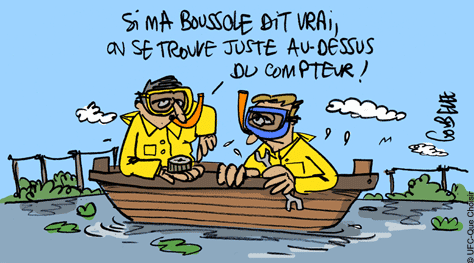 SI MA BOUSSOLE DIT VRAI,
ON SE TROUVE JUSTE AU-DESSUS
DU COMPTEUR !
UFC-Que Choisir